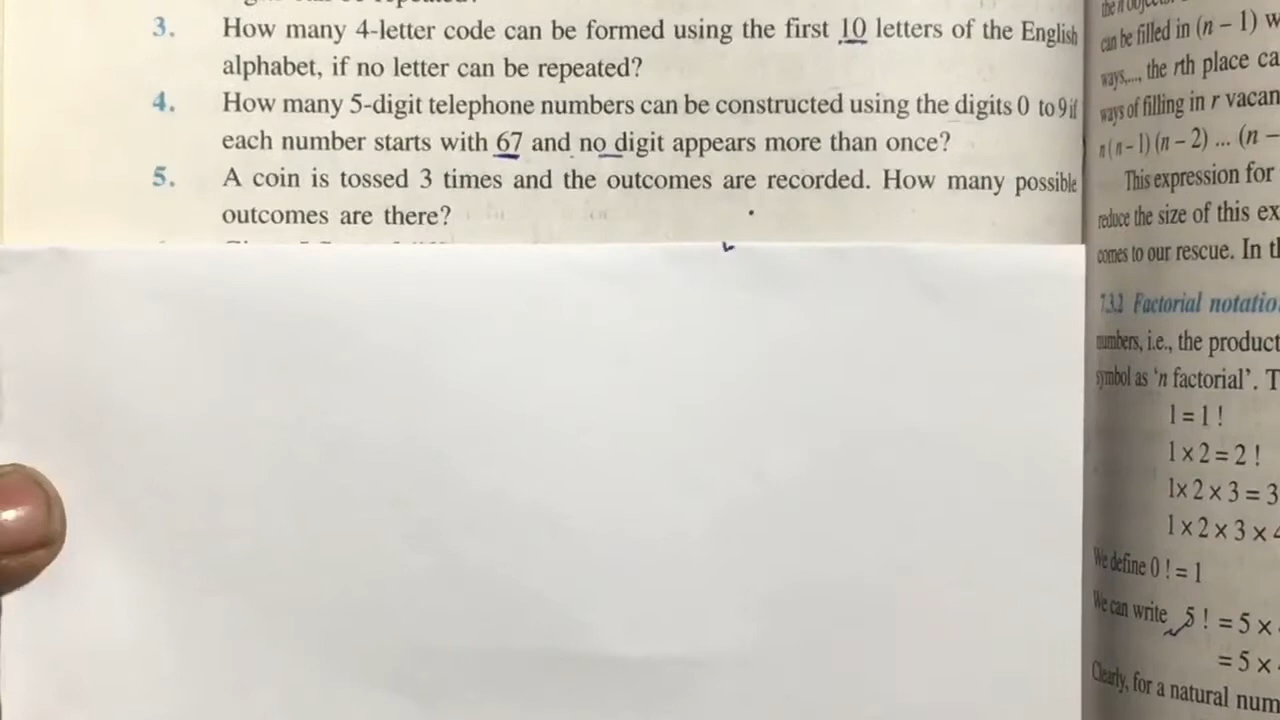 3. How many 4-letter code can be formed using the first 10 letters of the English
alphabet, if no letter can be repeated?
4. How many 5-digit telephone numbers can be constructed using the digits 0 to 9 if
each number starts with 67 and no digit appears more than once?
5. A coin is tossed 3 times and the outcomes are recorded. How many possible
outcomes are there?
can be filled in (n – 1) w
ways,..., the rth place ca
ways of filling in r vacan
n(n – 1) (n – 2) ... (n –
This expression for
reduce the size of this ex
comes to our rescue. In t
7.3.2 Factorial notatio
numbers, i.e., the product
symbol as 'n factorial'. T
1 = 1 !
1 × 2 = 2 !
1× 2 × 3 = 3
1 × 2 × 3 × 4
We define 0 ! = 1
We can write 5 ! = 5 ×
= 5 ×
Clearly, for a natural num